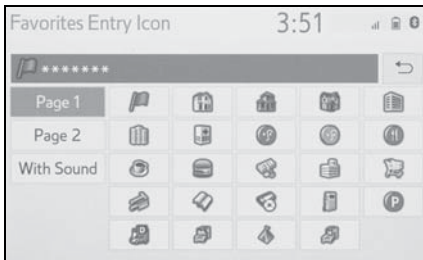 Favorites Entry Icon 3:51
*******
Page 1
Page 2
With Sound